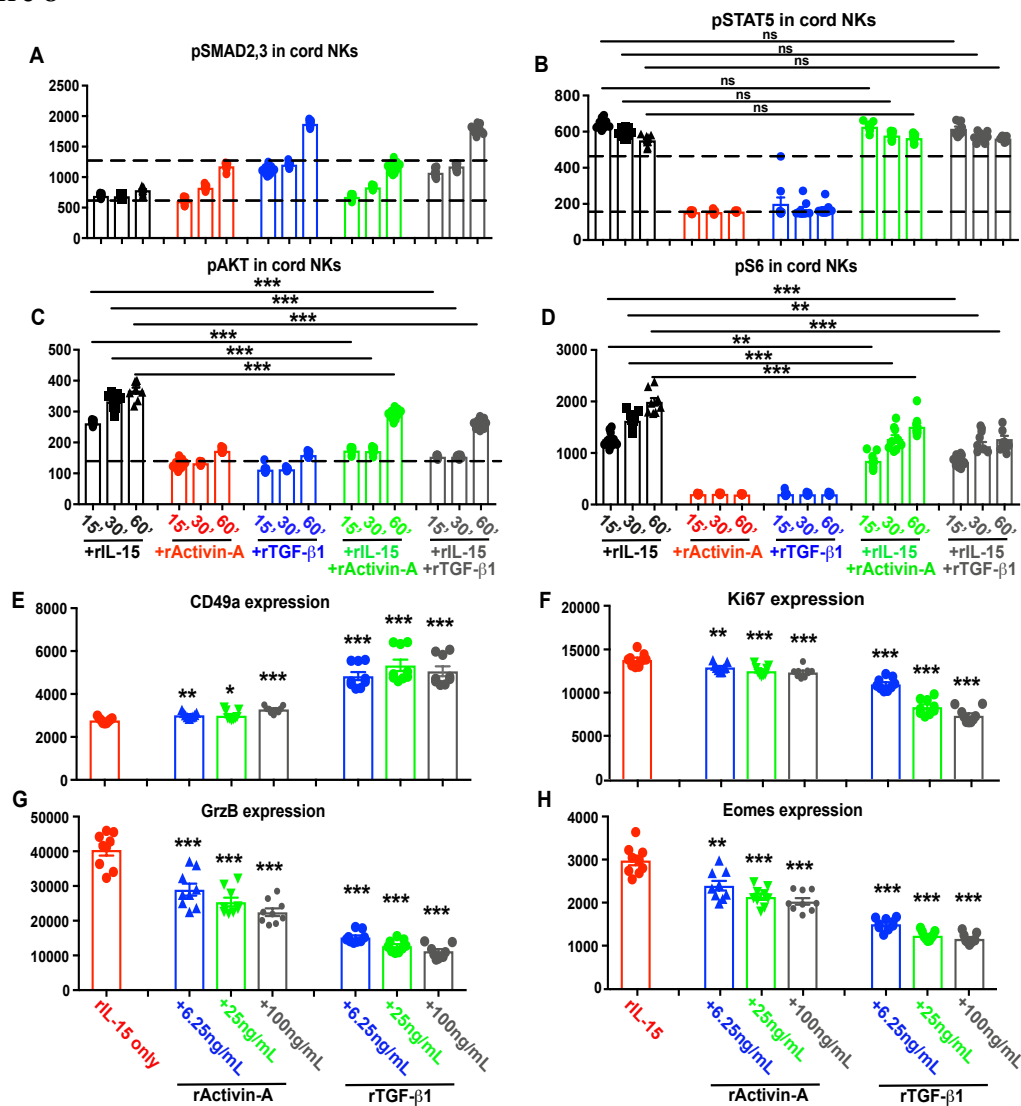 A
pSMAD2,3 in cord NKs
2500
2000
1500
1000
500
0
pSTAT5 in cord NKs
B
ns
ns
ns
ns
ns
ns
800
600
400
200
0
pAKT in cord NKs
C
***
***
***
***
***
***
500
400
300
200
100
0
15' 30' 60' 15' 30' 60' 15' 30' 60' 15' 30' 60' 15' 30' 60'
+rIL-15 +rActivin-A +rTGF-β1 +rIL-15 +rIL-15
+rActivin-A +rTGF-β1
pS6 in cord NKs
D
***
**
***
**
***
***
3000
2000
1000
0
15' 30' 60' 15' 30' 60' 15' 30' 60' 15' 30' 60' 15' 30' 60'
+rIL-15 +rActivin-A +rTGF-β1 +rIL-15 +rIL-15
+rActivin-A +rTGF-β1
E
CD49a expression
8000
6000
4000
2000
0
** * *** *** *** ***
F
Ki67 expression
20000
15000
10000
5000
0
** *** *** *** *** ***
G
GrzB expression
50000
40000
30000
20000
10000
0
*** *** *** *** *** ***
rIL-15 only +6.25ng/mL +25ng/mL +100ng/mL +6.25ng/mL +25ng/mL +100ng/mL
rActivin-A rTGF-β1
H
Eomes expression
4000
3000
2000
1000
0
** *** *** *** *** ***
rIL-15 +6.25ng/mL +25ng/mL +100ng/mL +6.25ng/mL +25ng/mL +100ng/mL
rActivin-A rTGF-β1